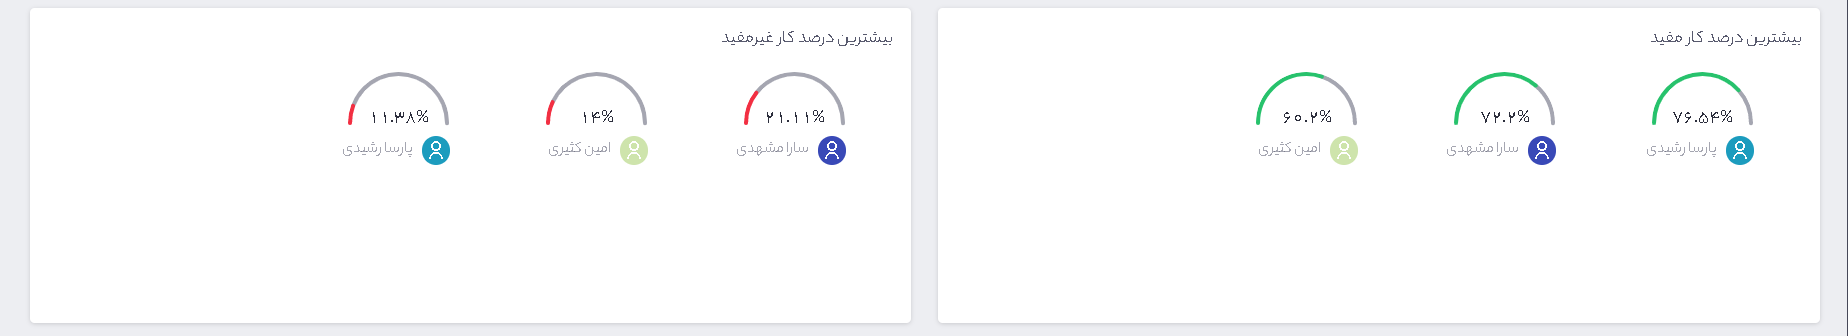 بیشترین درصد کار مفید
۷۶.۵۴%
پارسا رشیدی
۷۲.۲%
سارا مشهدی
۶۰.۲%
امین کثیری
بیشترین درصد کار غیرمفید
۲۱.۱۱%
سارا مشهدی
۱۴%
امین کثیری
۱۱.۳۸%
پارسا رشیدی